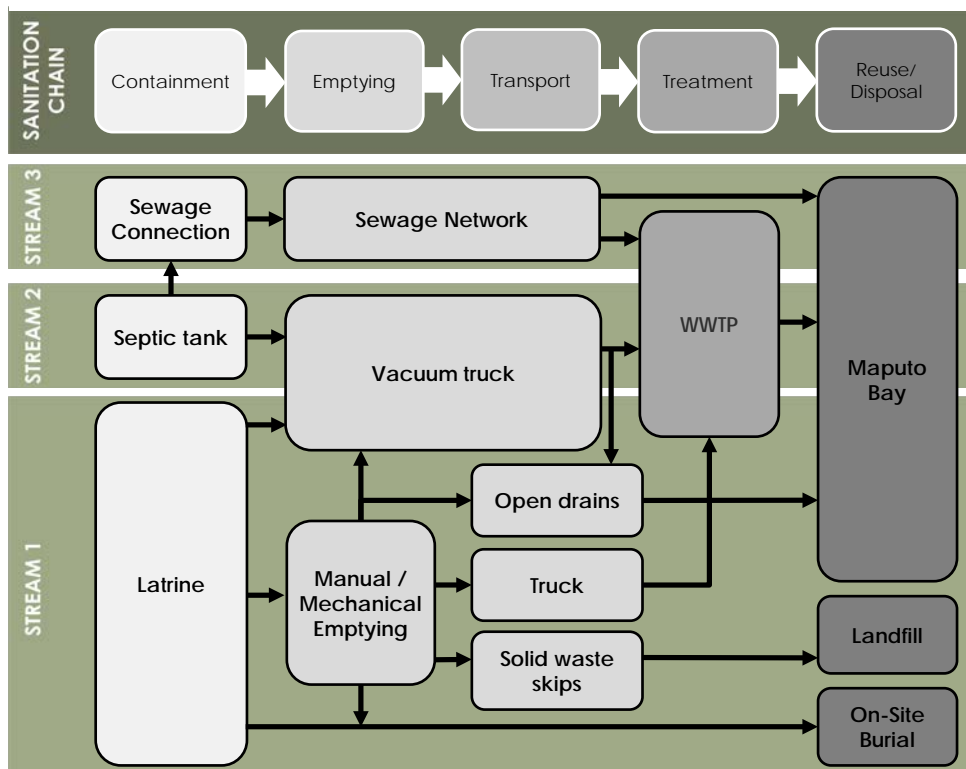 SANITATION
CHAIN
Containment
Emptying
Transport
Treatment
Reuse/
Disposal
STREAM 3
Sewage
Connection
Sewage Network
STREAM 2
Septic tank
Vacuum truck
WWTP
Maputo
Bay
STREAM 1
Latrine
Manual /
Mechanical
Emptying
Open drains
Truck
Solid waste
skips
Landfill
On-Site
Burial